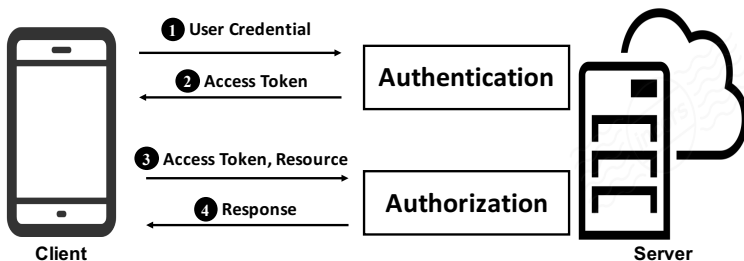 1 User Credential
Authentication
2 Access Token
3 Access Token, Resource
Authorization
4 Response
Client
Server